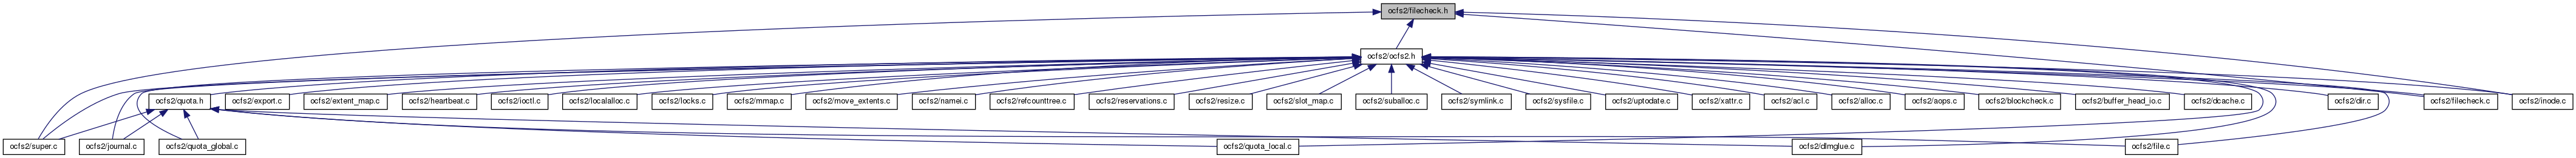 ocfs2/filecheck.h
ocfs2/ocfs2.h
ocfs2/quota.h
ocfs2/export.c
ocfs2/extent_map.c
ocfs2/heartbeat.c
ocfs2/ioctl.c
ocfs2/localalloc.c
ocfs2/locks.c
ocfs2/mmap.c
ocfs2/move_extents.c
ocfs2/namei.c
ocfs2/refcounttree.c
ocfs2/reservations.c
ocfs2/resize.c
ocfs2/slot_map.c
ocfs2/suballoc.c
ocfs2/symlink.c
ocfs2/sysfile.c
ocfs2/uptodate.c
ocfs2/xattr.c
ocfs2/acl.c
ocfs2/alloc.c
ocfs2/aops.c
ocfs2/blockcheck.c
ocfs2/buffer_head_io.c
ocfs2/dcache.c
ocfs2/dir.c
ocfs2/filecheck.c
ocfs2/inode.c
ocfs2/super.c
ocfs2/journal.c
ocfs2/quota_global.c
ocfs2/quota_local.c
ocfs2/dlmglue.c
ocfs2/file.c